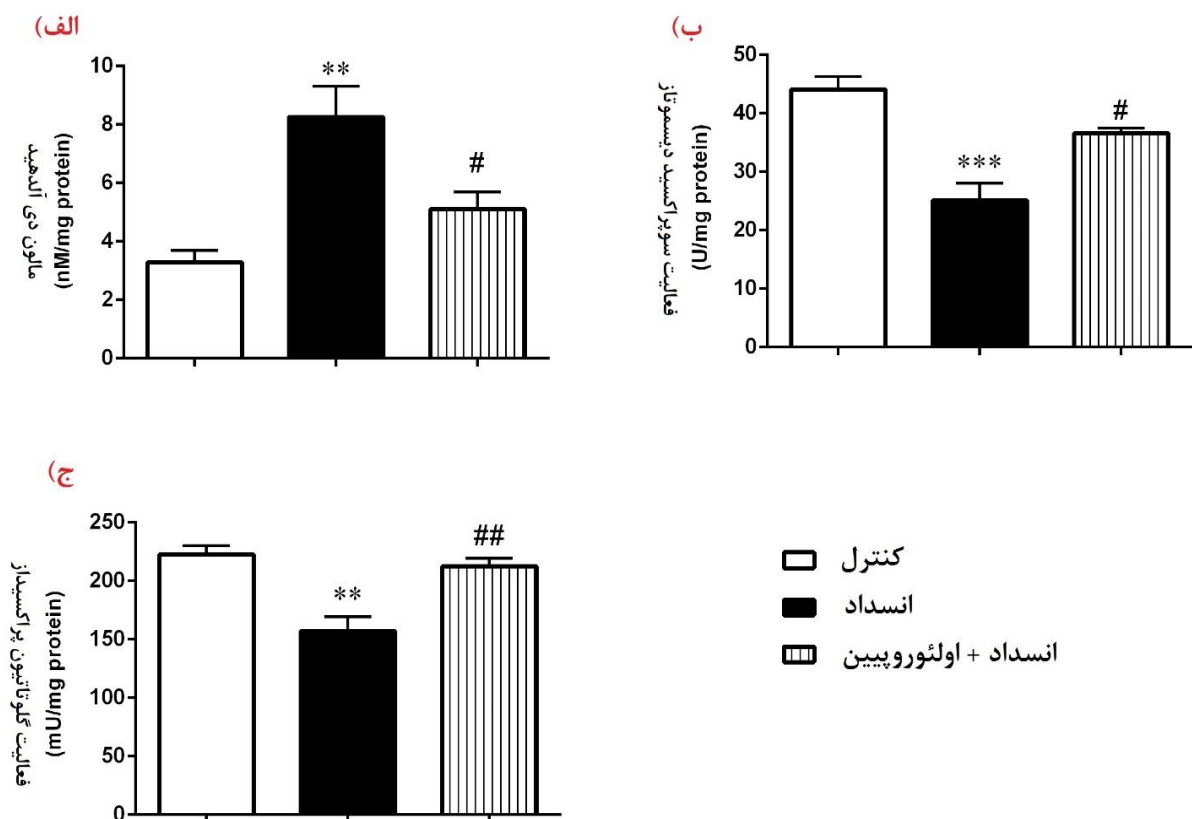 الف)
10
8
6
4
2
0
مالون دی آلدهید
(nM/mg protein)
**
#
ب)
50
40
30
20
10
0
فعالیت سوپراکسید دیسموتاز
(U/mg protein)
***
#
ج)
250
200
150
100
50
0
فعالیت گلوتاتیون پراکسیداز
(mU/mg protein)
**
##
کنترل
انسداد
انسداد + اولئوروپیین